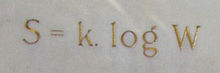 S = k. log W